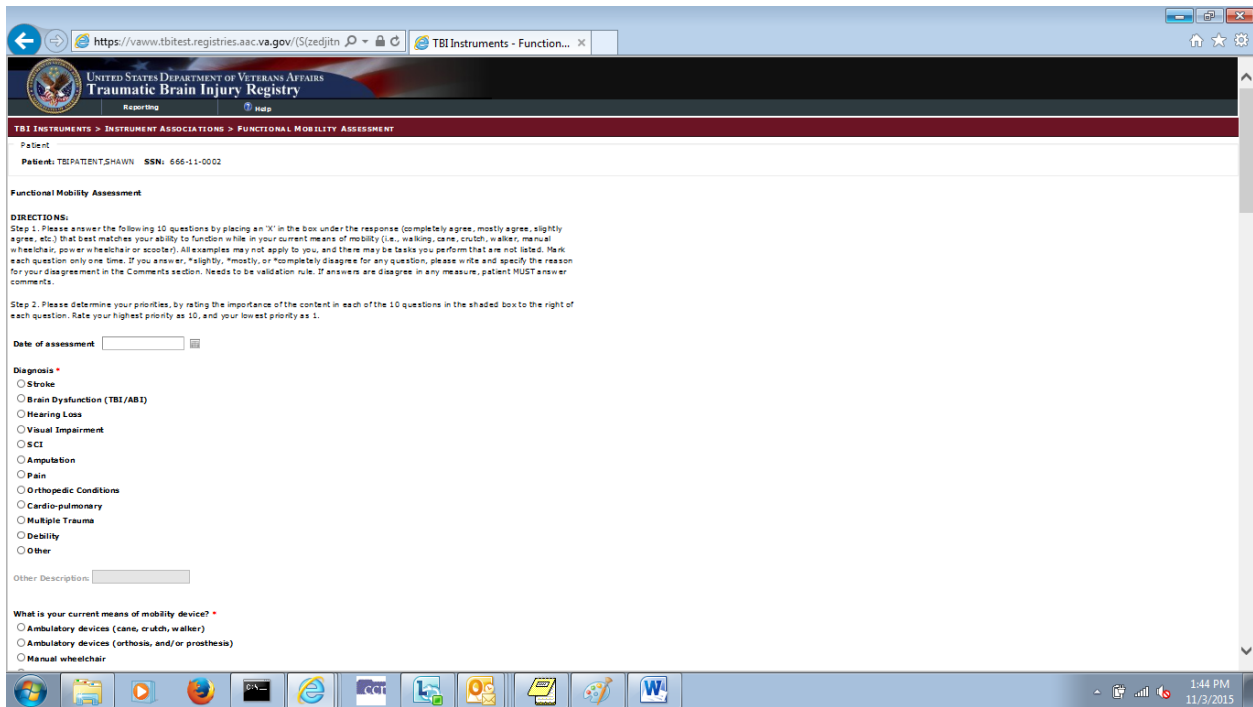 https://vaww.tbitest.registries.aac.va.gov/(S(zedjitn
TBI Instruments - Function...
UNITED STATES DEPARTMENT OF VETERANS AFFAIRS
Traumatic Brain Injury Registry
Reporting
Help
TBI INSTRUMENTS > INSTRUMENT ASSOCIATIONS > FUNCTIONAL MOBILITY ASSESSMENT
Patient
Patient: TBIPATIENT,SHAWN SSN: 666-11-0002
Functional Mobility Assessment
DIRECTIONS:
Step 1. Please answer the following 10 questions by placing an 'X' in the box under the response (completely agree, mostly agree, slightly
agree, etc.) that best matches your ability to function while in your current means of mobility (i.e., walking, cane, crutch, walker, manual
wheelchair, power wheelchair or scooter). All examples may not apply to you, and there may be tasks you perform that are not listed. Mark
each question only one time. If you answer, *slightly, *mostly, or *completely disagree for any question, please write and specify the reason
for your disagreement in the Comments section. Needs to be validation rule. If answers are disagree in any measure, patient MUST answer
comments.
Step 2. Please determine your priorities, by rating the importance of the content in each of the 10 questions in the shaded box to the right of
each question. Rate your highest priority as 10, and your lowest priority as 1.
Date of assessment
Diagnosis *
Stroke
Brain Dysfunction (TBI/ABI)
Hearing Loss
Visual Impairment
SCI
Amputation
Pain
Orthopedic Conditions
Cardio-pulmonary
Multiple Trauma
Debility
Other
Other Description:
What is your current means of mobility device? *
Ambulatory devices (cane, crutch, walker)
Ambulatory devices (orthosis, and/or prosthesis)
Manual wheelchair
1:44 PM
11/3/2015